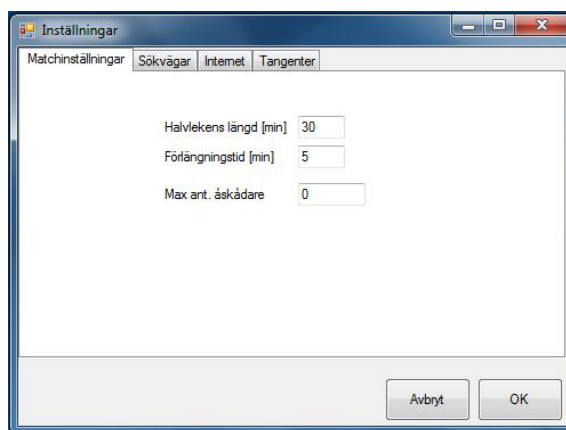 Inställningar
Matchinställningar Sökvägar Internet Tangenter
Halvlekens längd [min] 30
Förlängningstid [min] 5
Max ant. åskådare 0
Avbryt OK